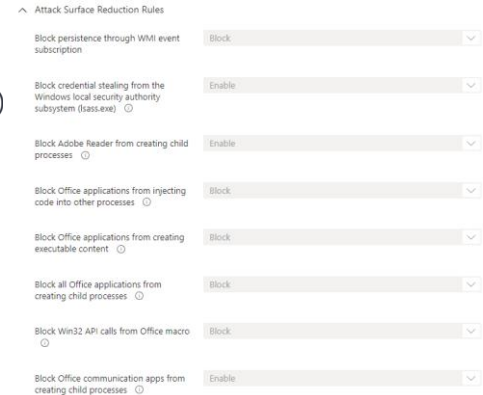 Attack Surface Reduction Rules
Block persistence through WMI event
subscription
Block
Block credential stealing from the
Windows local security authority
subsystem (lsass.exe)
Enable
Block Adobe Reader from creating child
processes
Enable
Block Office applications from injecting
code into other processes
Block
Block Office applications from creating
executable content
Block
Block all Office applications from
creating child processes
Block
Block Win32 API calls from Office macro
Block
Block Office communication apps from
creating child processes
Enable